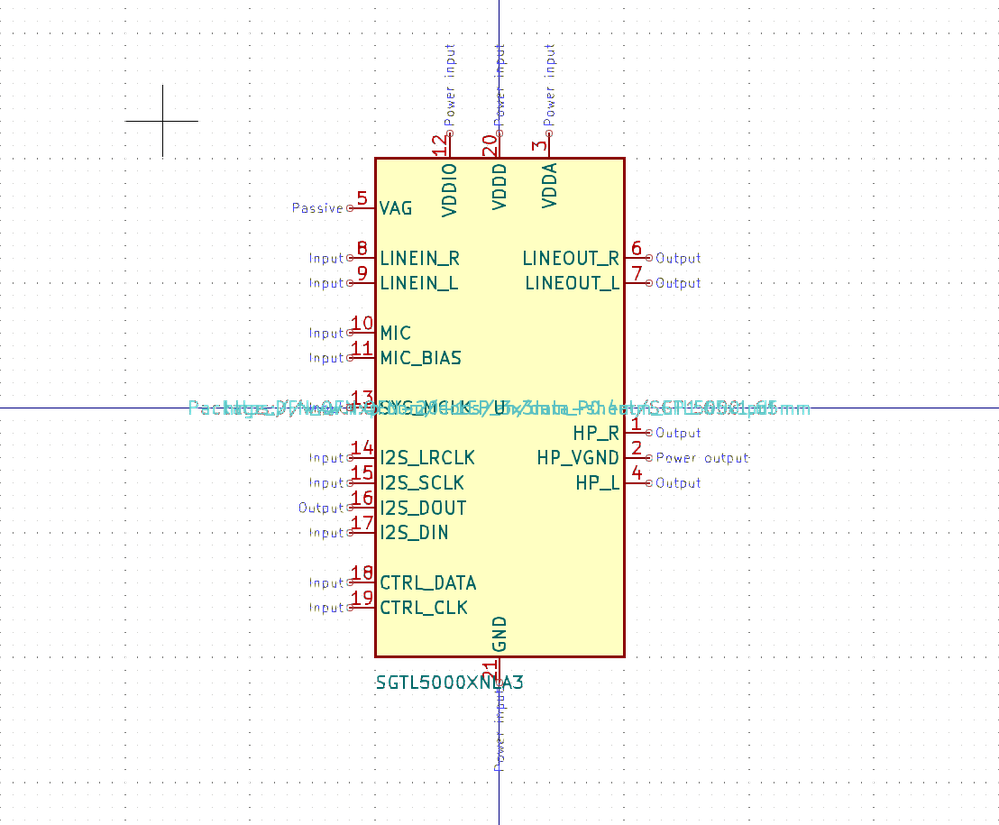 Power input Power input Power input
12 20 3
VDDIO VDDD VDDA
Passive 5 VAG
Input 8 LINEIN_R LINEOUT_R 6 Output
Input 9 LINEIN_L LINEOUT_L 7 Output
Input 10 MIC
Input 11 MIC_BIAS
13 SYS_MCLK U
HP_R 1 Output
Input 14 I2S_LRCLK HP_VGND 2 Power output
Input 15 I2S_SCLK HP_L 4 Output
Output 16 I2S_DOUT
Input 17 I2S_DIN
Input 18 CTRL_DATA
Input 19 CTRL_CLK
GND
21
SGTL5000XNLA3
Power input